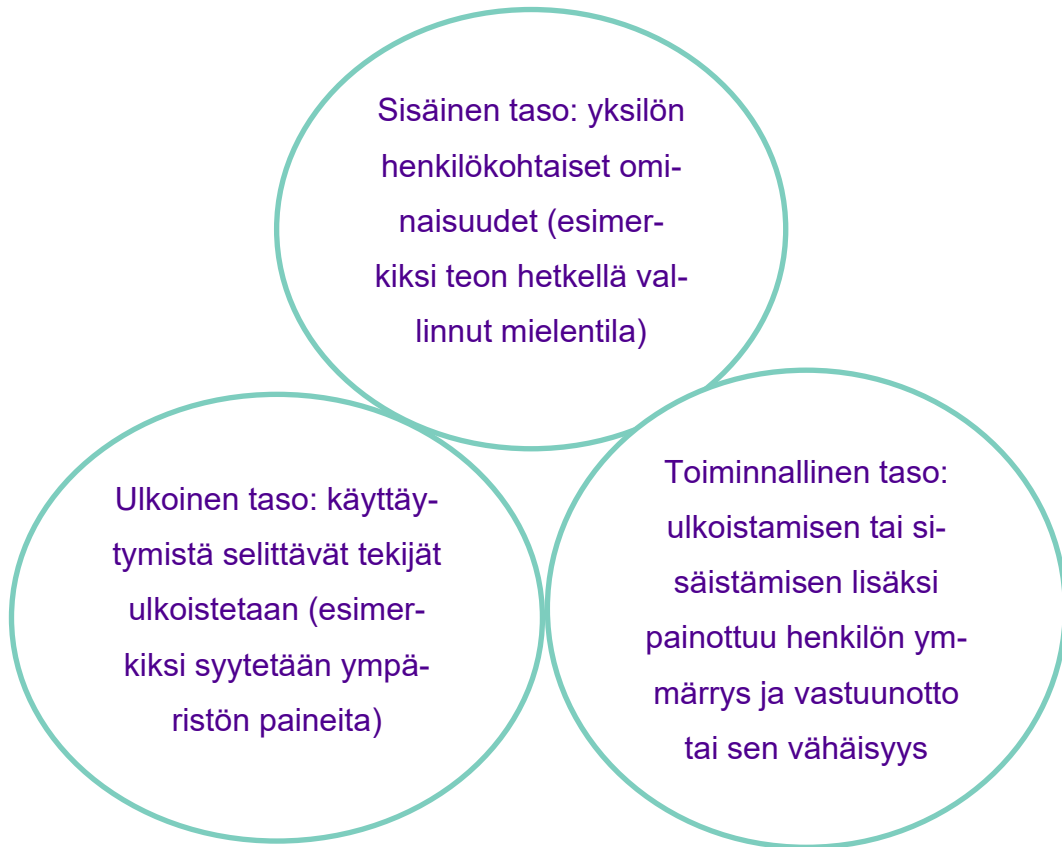 Sisäinen taso: yksilön
henkilökohtaiset omi-
naisuudet (esimer-
kiksi teon hetkellä val-
linnut mielentila)
Ulkoinen taso: käyttäy-
tymistä selittävät tekijät
ulkoistetaan (esimer-
kiksi syytetään ympä-
ristön paineita)
Toiminnallinen taso:
ulkoistamisen tai si-
säistämisen lisäksi
painottuu henkilön ym-
märrys ja vastuunotto
tai sen vähäisyys